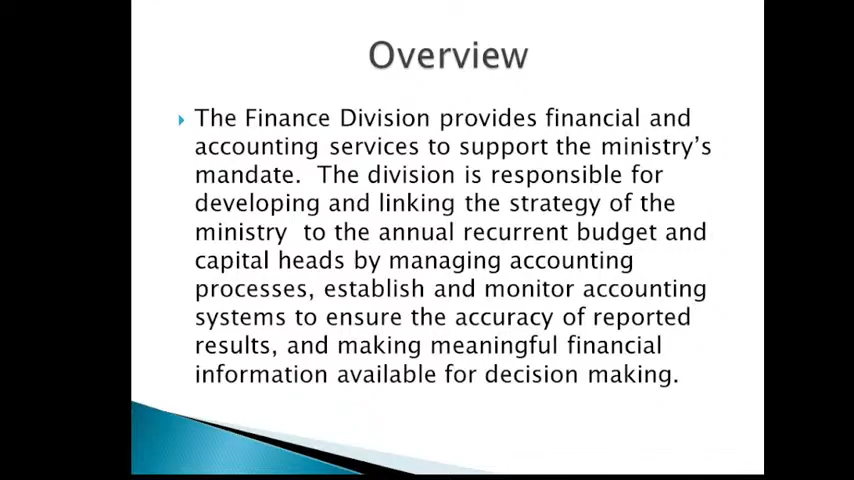 Overview
The Finance Division provides financial and
accounting services to support the ministry's
mandate.  The division is responsible for
developing and linking the strategy of the
ministry  to the annual recurrent budget and
capital heads by managing accounting
processes, establish and monitor accounting
systems to ensure the accuracy of reported
results, and making meaningful financial
information available for decision making.